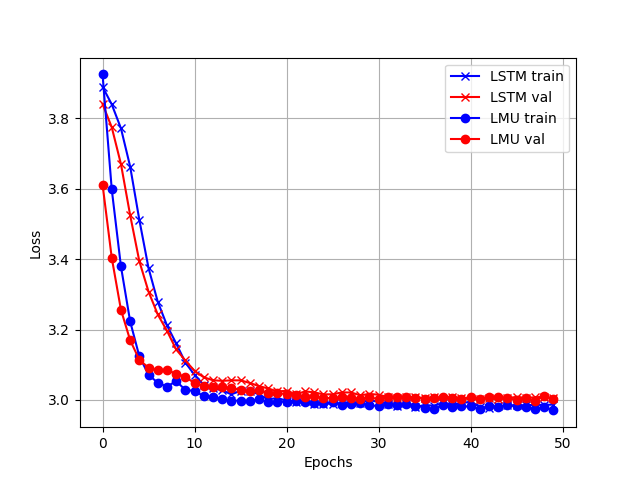 LSTM train
LSTM val
LMU train
LMU val
Loss
3.8
3.6
3.4
3.2
3.0
0 10 20 30 40 50
Epochs